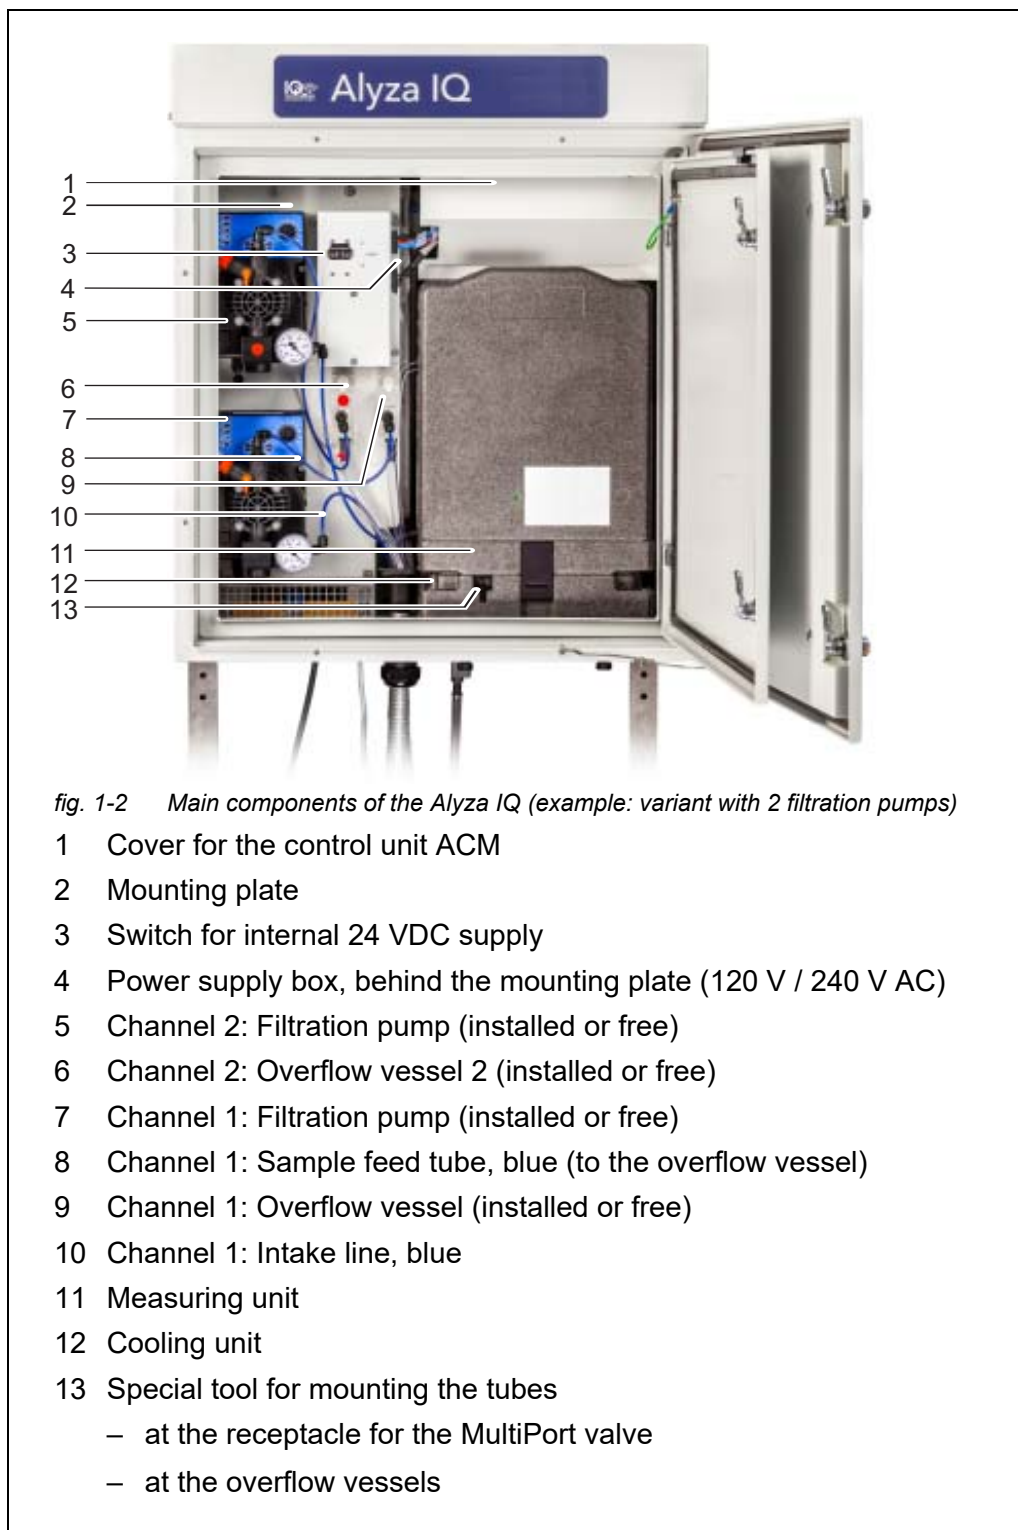 IQ
Alyza IQ
1
2
3
4
5
6
7
8
9
10
11
12
13
fig. 1-2 Main components of the Alyza IQ (example: variant with 2 filtration pumps)
1 Cover for the control unit ACM
2 Mounting plate
3 Switch for internal 24 VDC supply
4 Power supply box, behind the mounting plate (120 V / 240 V AC)
5 Channel 2: Filtration pump (installed or free)
6 Channel 2: Overflow vessel 2 (installed or free)
7 Channel 1: Filtration pump (installed or free)
8 Channel 1: Sample feed tube, blue (to the overflow vessel)
9 Channel 1: Overflow vessel (installed or free)
10 Channel 1: Intake line, blue
11 Measuring unit
12 Cooling unit
13 Special tool for mounting the tubes
– at the receptacle for the MultiPort valve
– at the overflow vessels